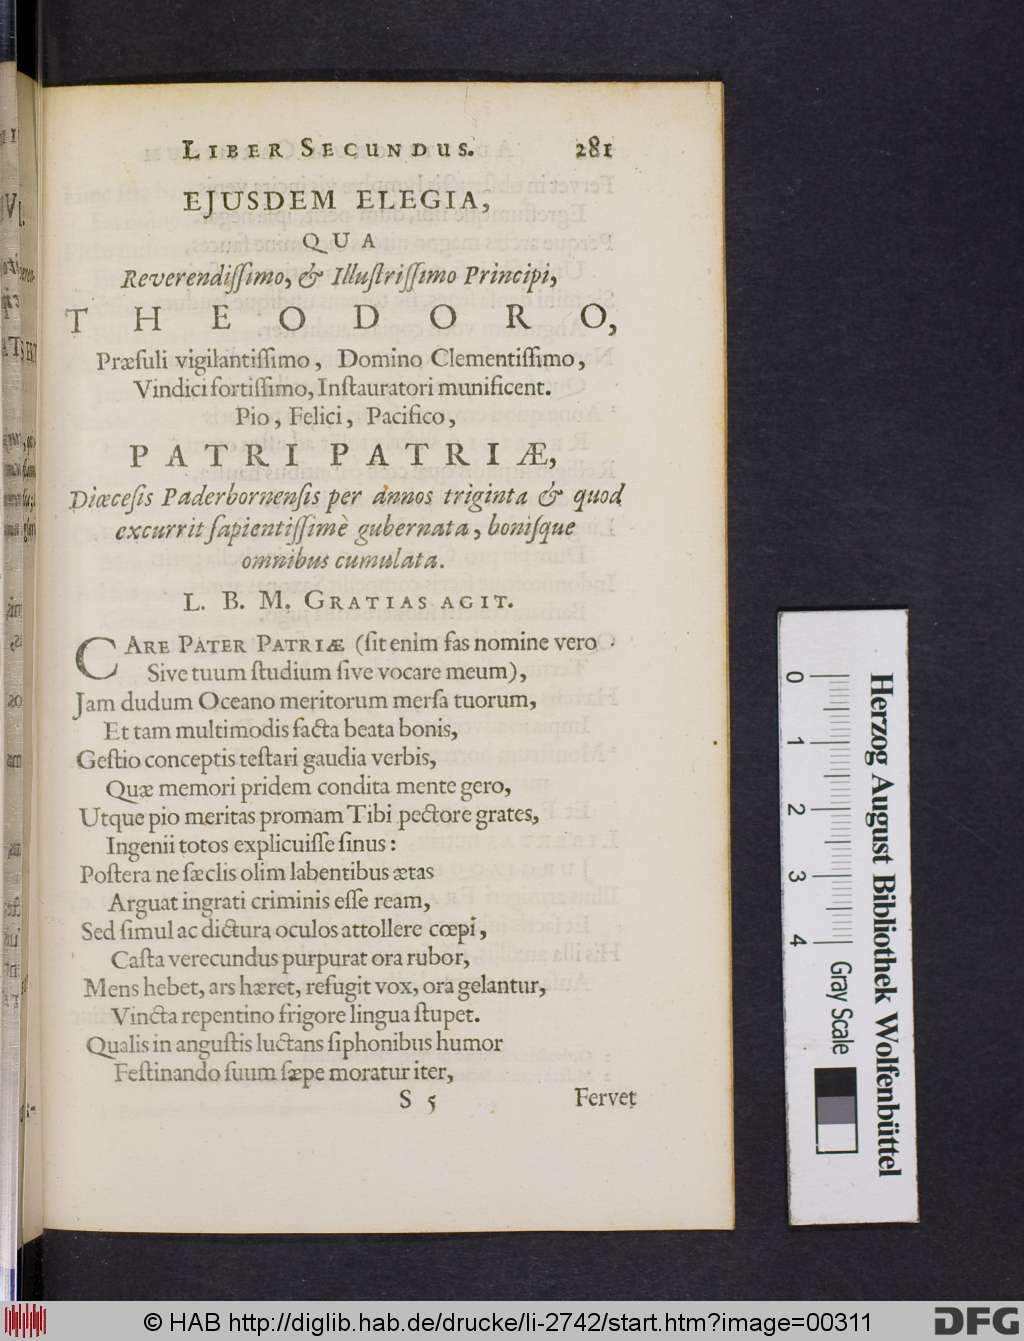 LIBER SECUNDUS. 281
EJUSDEM ELEGIA,
QUA
Reverendiſſimo, & Illuſtriſſimo Principi,
THEODORO,
Præſuli vigilantiſſimo, Domino Clementiſſimo,
Vindici fortiſſimo, Inſtauratori munificent.
Pio, Felici, Pacifico,
PATRI PATRIÆ,
Diœceſis Paderbornenſis per annos triginta & quod
excurrit ſapientiſſimè gubernata, boniſque
omnibus cumulata.
L. B. M. GRATIAS AGIT.
CARE PATER PATRIÆ (ſit enim fas nomine vero
Sive tuum ſtudium ſive vocare meum),
Jam dudum Oceano meritorum merſa tuorum,
Et tam multimodis facta beata bonis,
Geſtio conceptis teſtari gaudia verbis,
Quæ memori pridem condita mente gero,
Utque pio meritas promam Tibi pectore grates,
Ingenii totos explicuiſſe ſinus:
Poſtera ne ſæclis olim labentibus ætas
Arguat ingrati criminis eſſe ream,
Sed ſimul ac dictura oculos attollere cœpi,
Caſta verecundus purpurat ora rubor,
Mens hebet, ars hæret, refugit vox, ora gelantur,
Vincta repentino frigore lingua ſtupet.
Qualis in anguſtis luctans ſiphonibus humor
Feſtinando ſuum ſæpe moratur iter,
S 5 Fervet
Herzog August Bibliothek Wolfenbüttel
0 1 2 3 4 Gray Scale
© HAB http://diglib.hab.de/drucke/li-2742/start.htm?image=00311
DFG